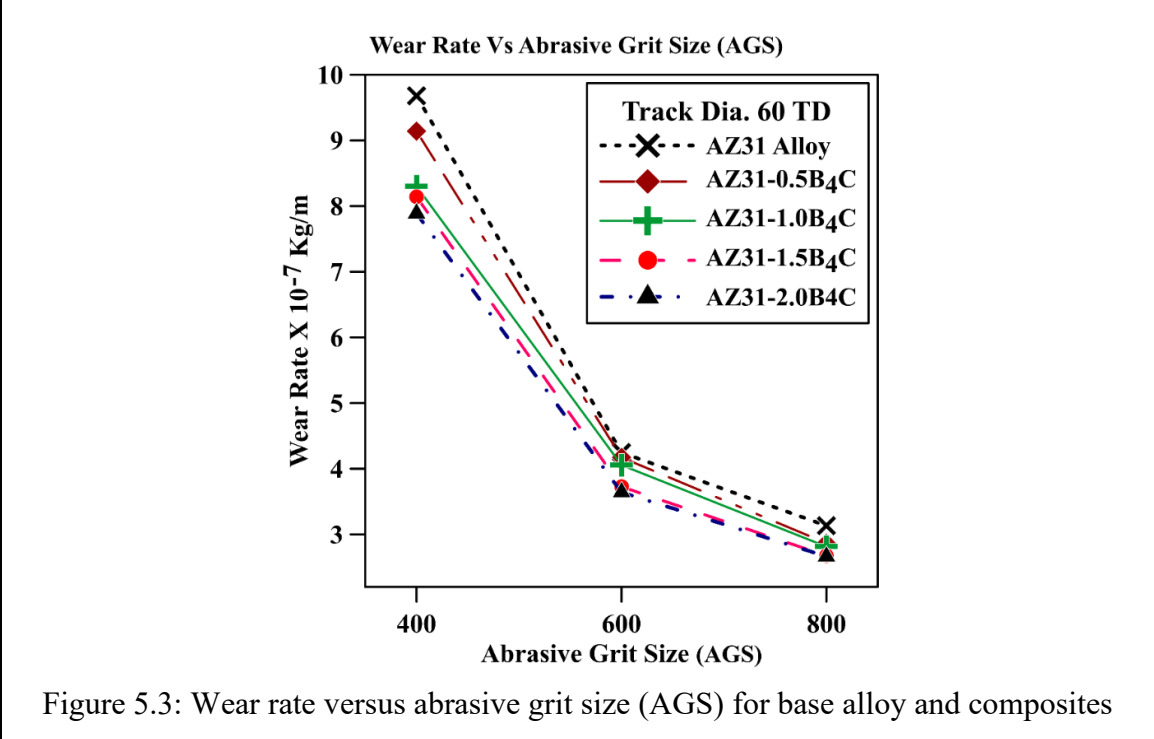 Wear Rate Vs Abrasive Grit Size (AGS)
10
9
8
7
6
5
4
3
Wear Rate X 10⁻⁷ Kg/m
Track Dia. 60 TD
AZ31 Alloy
AZ31-0.5B₄C
AZ31-1.0B₄C
AZ31-1.5B₄C
AZ31-2.0B4C
400 600 800
Abrasive Grit Size (AGS)
Figure 5.3: Wear rate versus abrasive grit size (AGS) for base alloy and composites